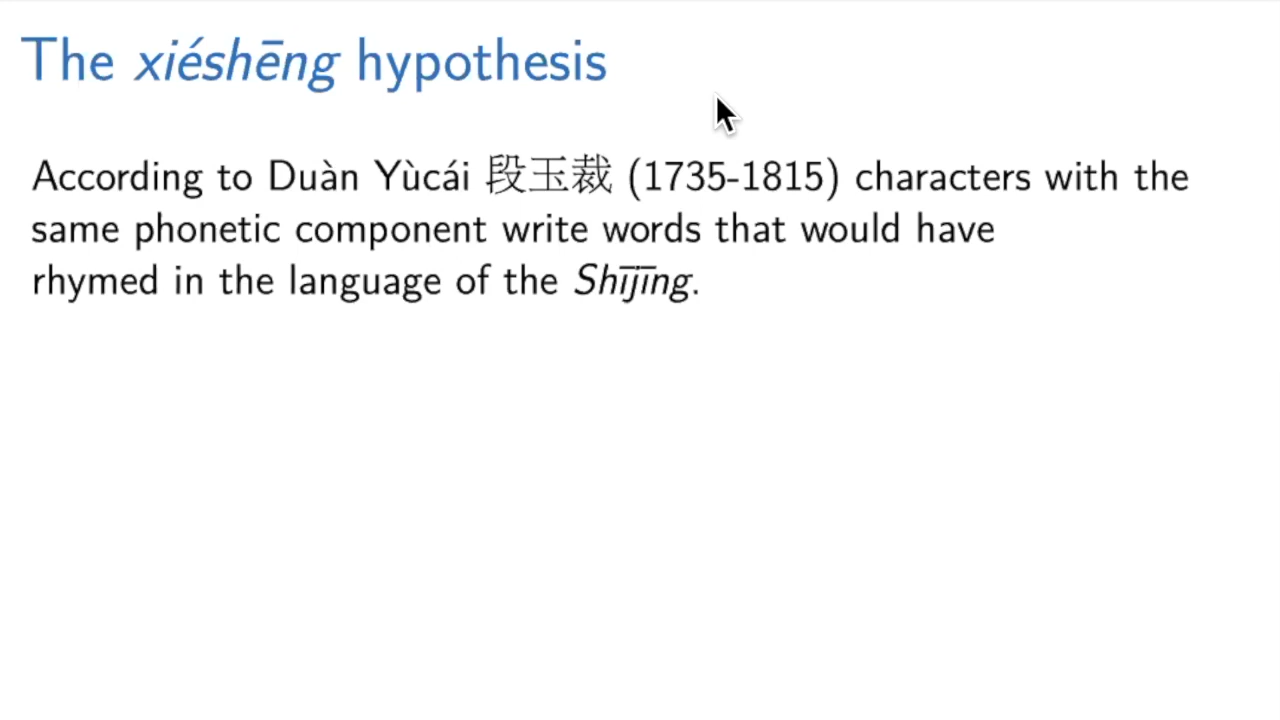 The xiéshēng hypothesis
According to Duàn Yùcái 段玉裁 (1735-1815) characters with the
same phonetic component write words that would have
rhymed in the language of the Shījīng.